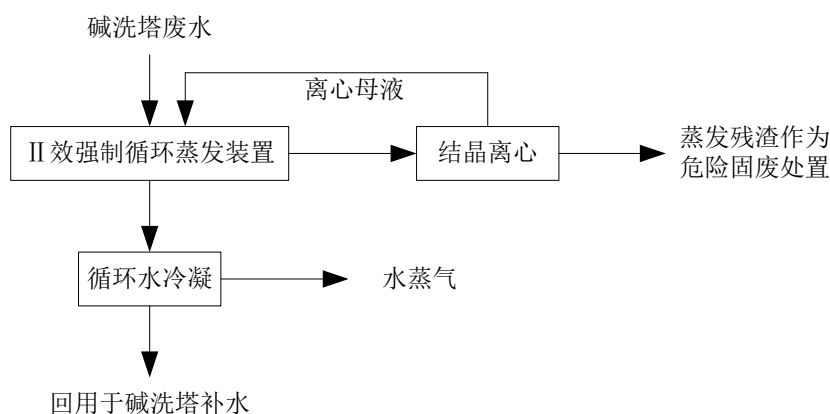 碱洗塔废水
离心母液
Ⅱ效强制循环蒸发装置
结晶离心
蒸发残渣作为
危险固废处置
循环水冷凝
水蒸气
回用于碱洗塔补水